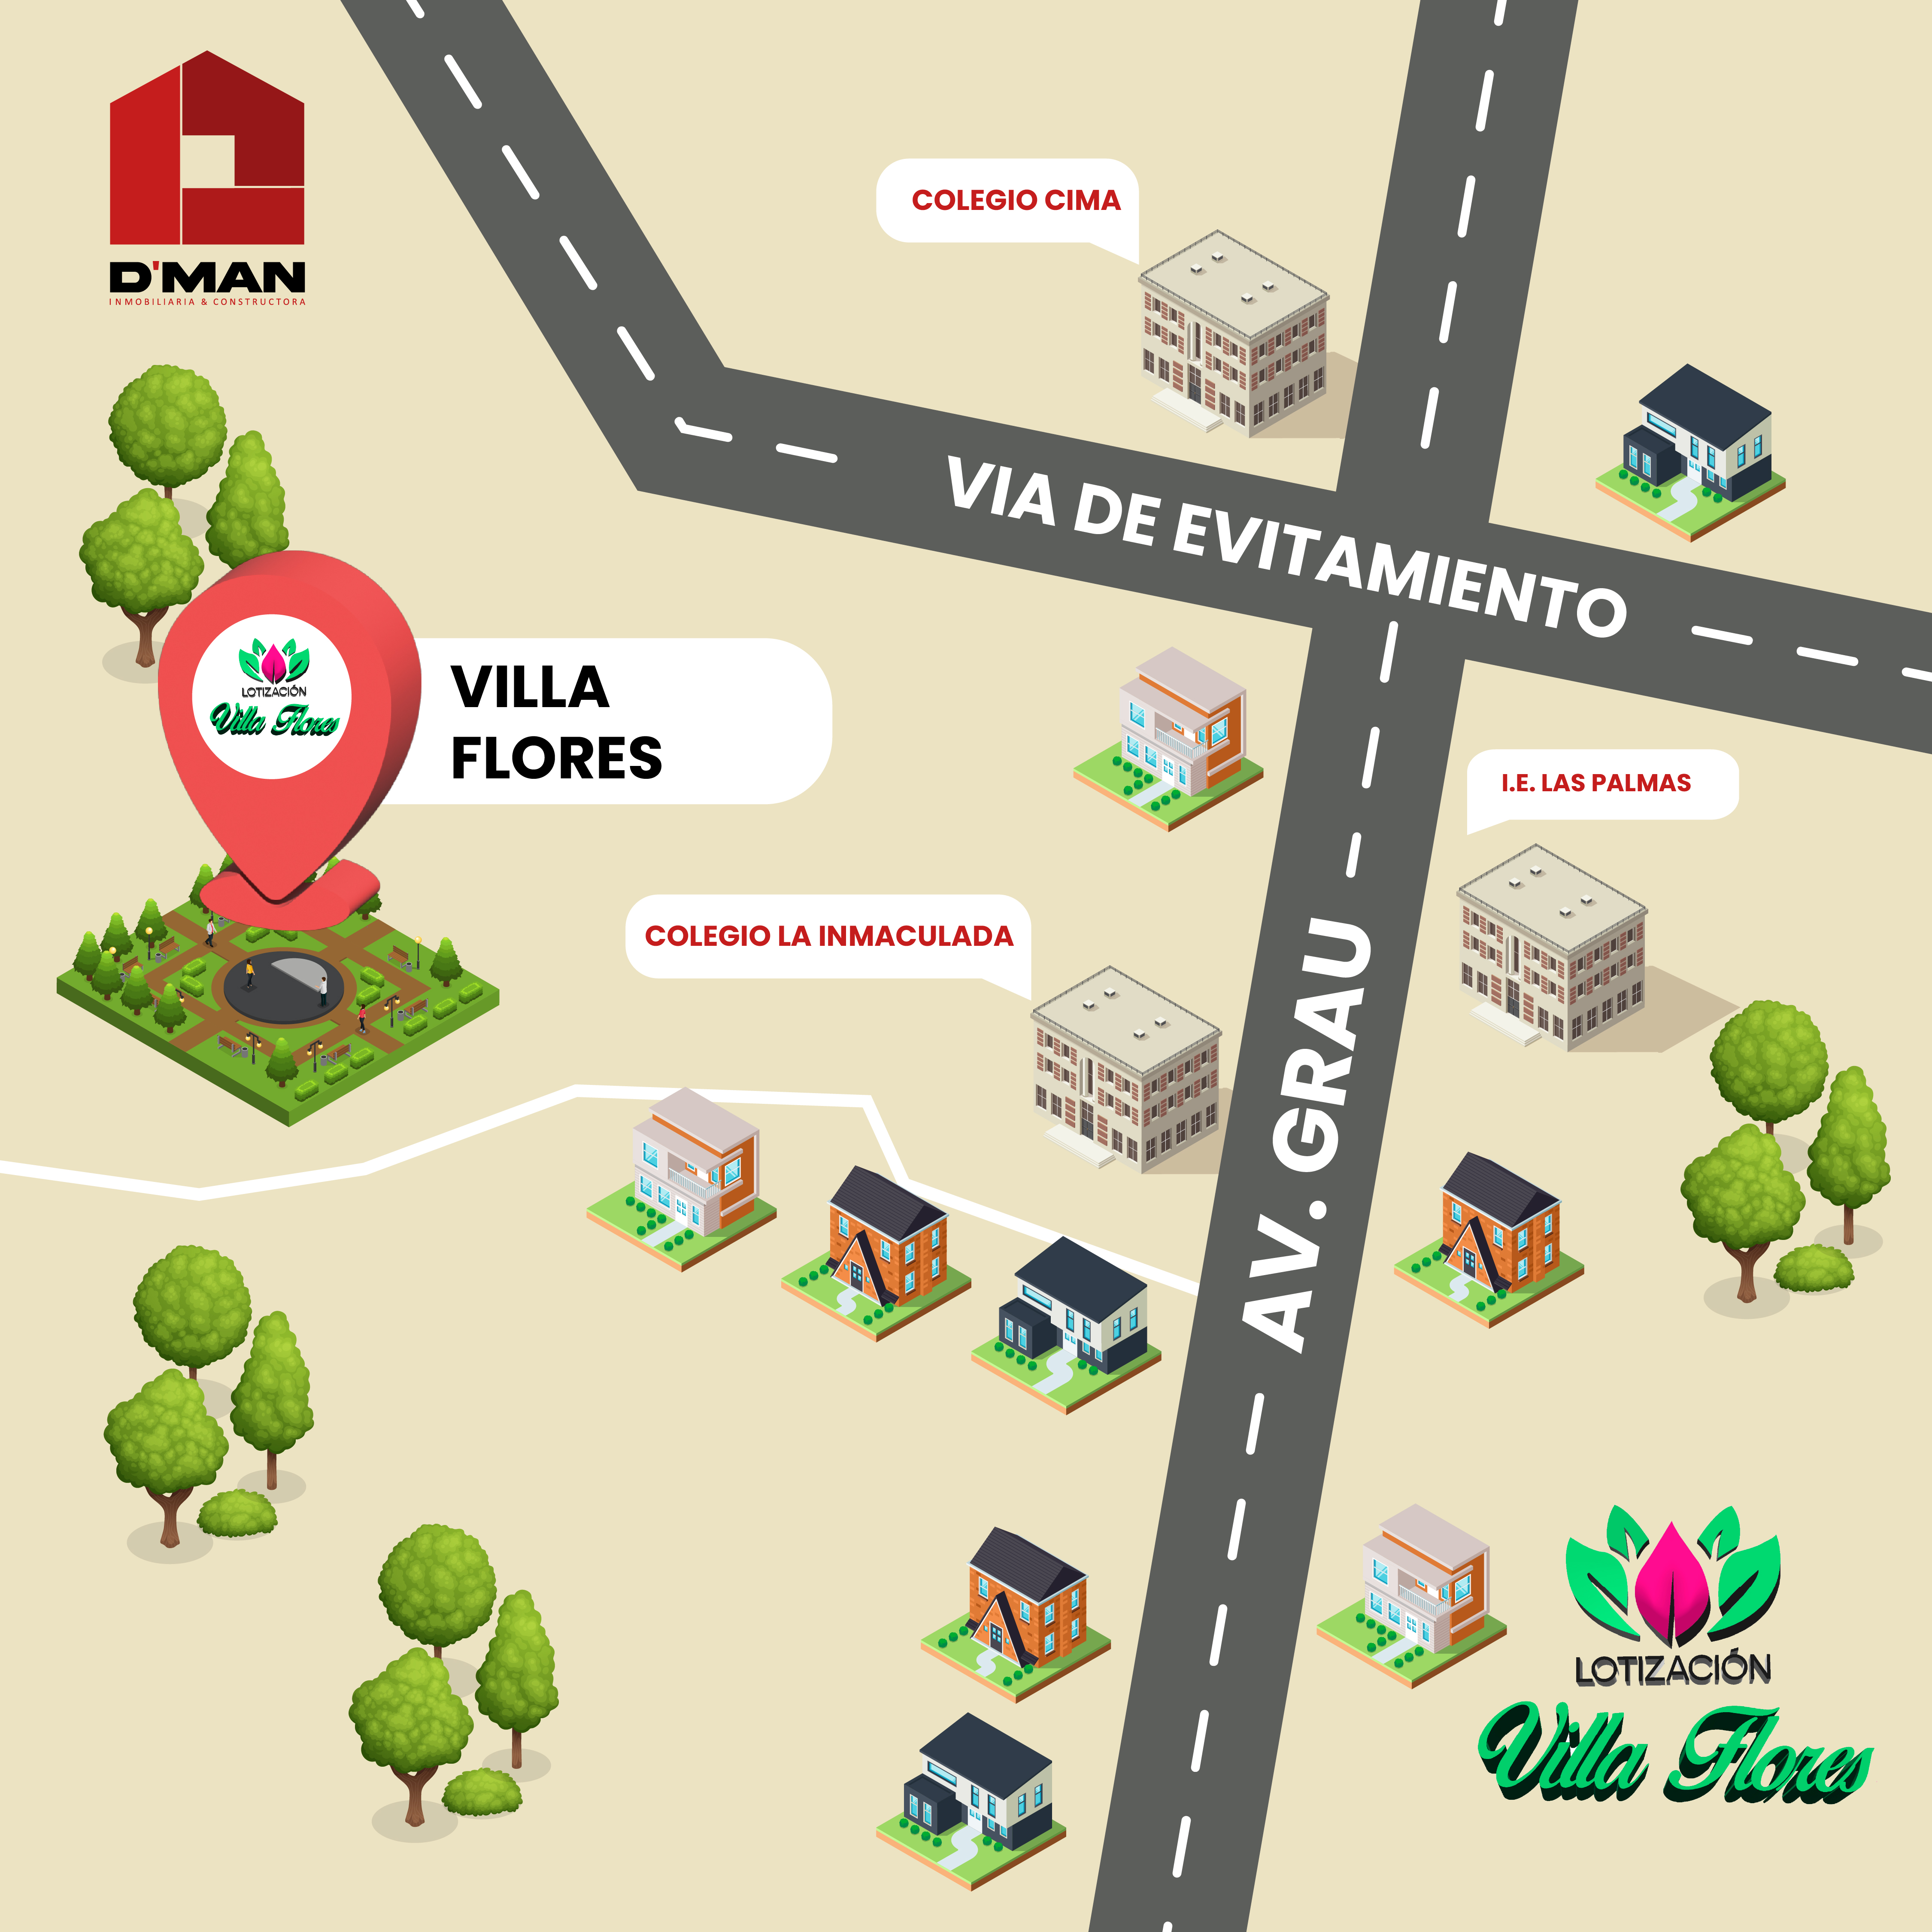 D'MAN
INMOBILIARIA & CONSTRUCTORA
COLEGIO CIMA
VIA DE EVITAMIENTO
LOTIZACIÓN
Villa Flores
VILLA
FLORES
I.E. LAS PALMAS
COLEGIO LA INMACULADA
AV. GRAU
LOTIZACIÓN
Villa Flores